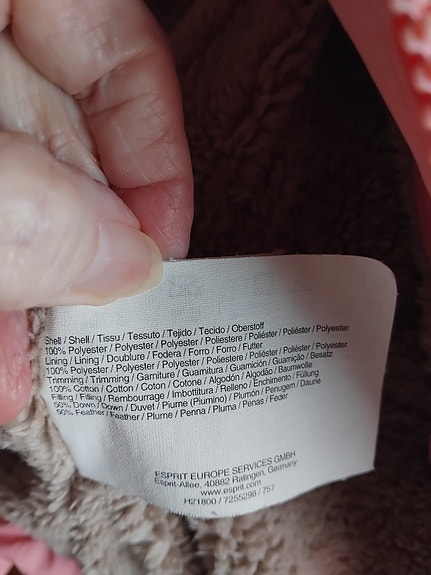 Shell / Shell / Tissu / Tessuto / Tejido / Tecido / Oberstoff
100% Polyester / Polyester / Polyester / Poliestere / Poliéster / Poliéster / Polyester
Lining / Lining / Doublure / Fodera / Forro / Forro / Futter
100% Polyester / Polyester / Polyester / Poliestere / Poliéster / Poliéster / Polyester
Trimming / Trimming / Garniture / Guarnitura / Guarnición / Guarnição / Besatz
100% Cotton / Cotton / Coton / Cotone / Algodón / Algodão / Baumwolle
Filling / Filling / Rembourrage / Imbottitura / Relleno / Enchimento / Füllung
50% Down / Down / Duvet / Piume (Piumino) / Plumón / Penugem / Daune
50% Feather / Feather / Plume / Penna / Pluma / Penas / Feder
ESPRIT EUROPE SERVICES GMBH
Esprit-Allee, 40882 Ratingen, Germany
www.esprit.com
H21800 / 7255298 / 757